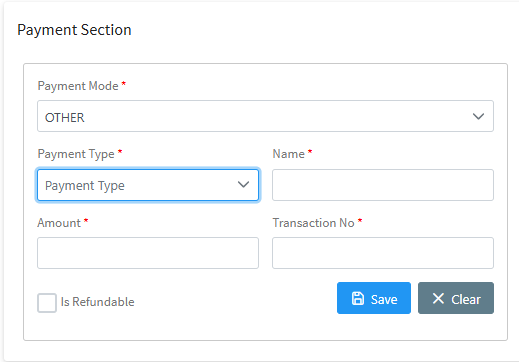 Payment Section
Payment Mode *
OTHER
Payment Type * Name *
Payment Type
Amount * Transaction No *
Is Refundable Save Clear